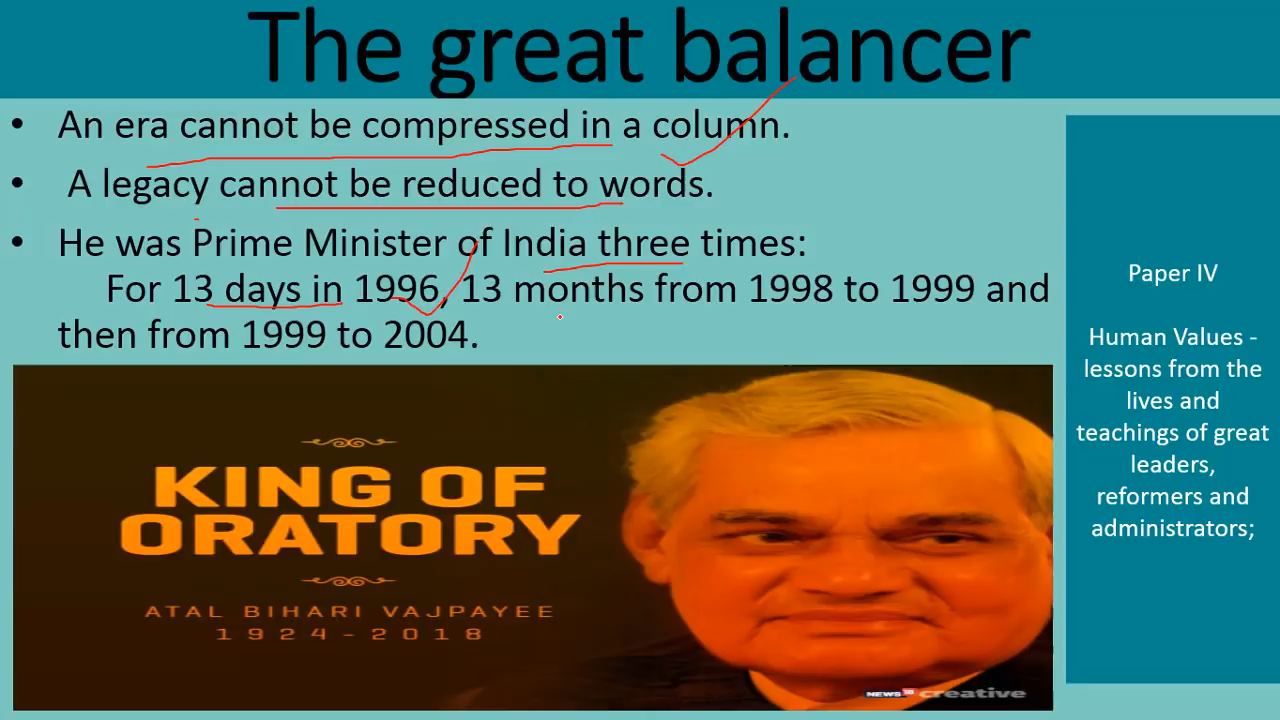 The great balancer
• An era cannot be compressed in a column.
• A legacy cannot be reduced to words.
• He was Prime Minister of India three times:
For 13 days in 1996, 13 months from 1998 to 1999 and
then from 1999 to 2004.
KING OF
ORATORY
ATAL BIHARI VAJPAYEE
1924-2018
NEWS18 creative
Paper IV
Human Values -
lessons from the
lives and
teachings of great
leaders,
reformers and
administrators;